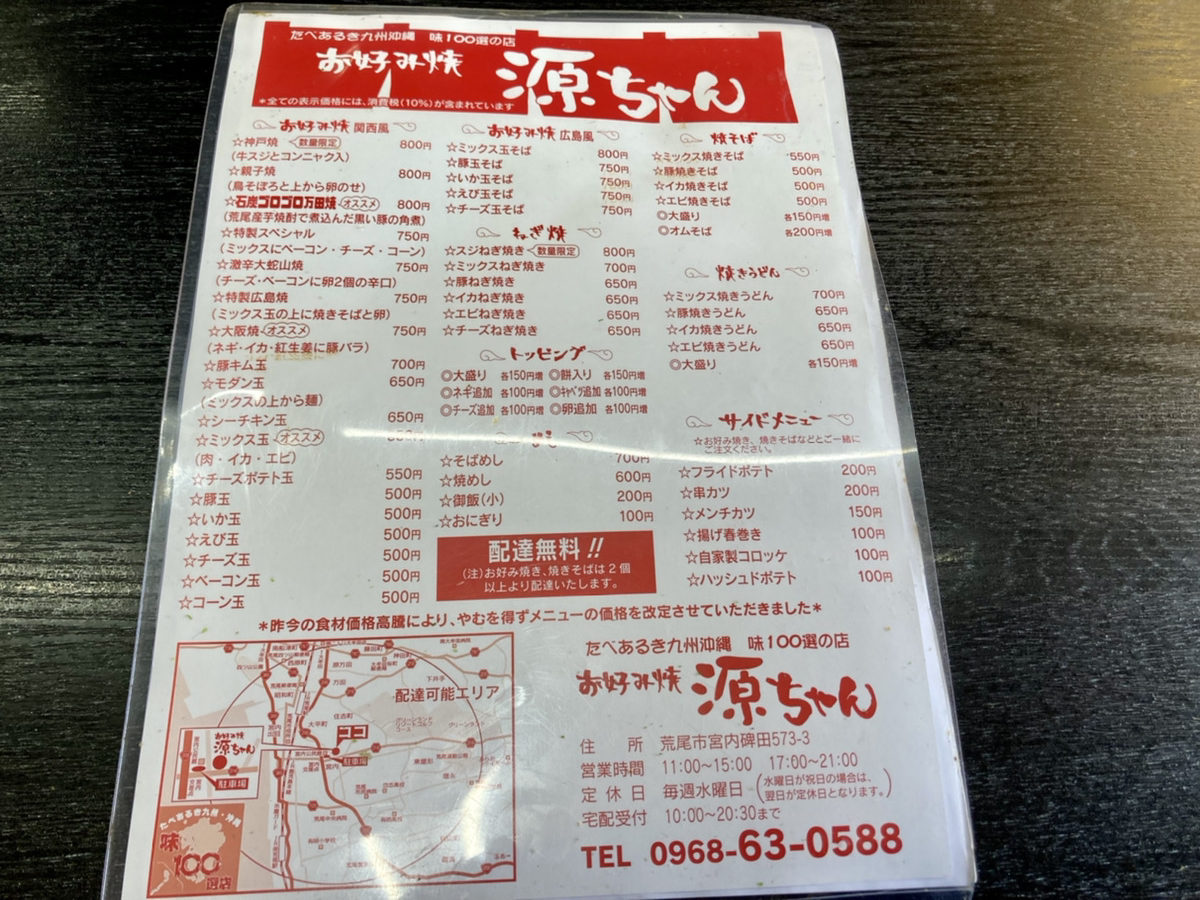 たべあるき九州沖縄 味100選の店
お好み焼 源ちゃん
*全ての表示価格には、消費税(10%)が含まれています
お好み焼 関西風
☆神戸焼 数量限定 800円
(牛スジとコンニャク入)
☆親子焼 800円
(鳥そぼろと上から卵のせ)
☆石炭ゴロゴロ万田焼 オススメ 800円
(荒尾産芋焼酎で煮込んだ黒い豚の角煮)
☆特製スペシャル 750円
(ミックスにベーコン・チーズ・コーン)
☆激辛大蛇山焼 750円
(チーズ・ベーコンに卵2個の辛口)
☆特製広島焼 750円
(ミックス玉の上に焼きそばと卵)
☆大阪焼 オススメ 750円
(ネギ・イカ・紅生姜に豚バラ)
☆豚キム玉 700円
☆モダン玉 650円
(ミックスの上から麺)
☆シーチキン玉 650円
☆ミックス玉 オススメ
(肉・イカ・エビ)
☆チーズポテト玉 550円
☆豚玉 500円
☆いか玉 500円
☆えび玉 500円
☆チーズ玉 500円
☆ベーコン玉 500円
☆コーン玉 500円
お好み焼 広島風
☆ミックス玉そば 800円
☆豚玉そば 750円
☆いか玉そば 750円
☆えび玉そば 750円
☆チーズ玉そば 750円
ねぎ焼
☆スジねぎ焼き 数量限定 800円
☆ミックスねぎ焼き 700円
☆豚ねぎ焼き 650円
☆イカねぎ焼き 650円
☆エビねぎ焼き 650円
☆チーズねぎ焼き 650円
トッピング
◎大盛り 各150円増 ◎餅入り 各150円増
◎ネギ追加 各100円増 ◎キャベツ追加 各100円増
◎チーズ追加 各100円増 ◎卵追加 各100円増
☆そばめし 700円
☆焼めし 600円
☆御飯(小) 200円
☆おにぎり 100円
配達無料!!
(注)お好み焼き、焼きそばは2個
以上より配達いたします。
焼そば
☆ミックス焼きそば 550円
☆豚焼きそば 500円
☆イカ焼きそば 500円
☆エビ焼きそば 500円
◎大盛り 各150円増
◎オムそば 各200円増
焼きうどん
☆ミックス焼きうどん 700円
☆豚焼きうどん 650円
☆イカ焼きうどん 650円
☆エビ焼きうどん 650円
◎大盛り 各150円増
サイドメニュー
☆お好み焼き、焼きそばなどとご一緒に
ご注文ください。
☆フライドポテト 200円
☆串カツ 200円
☆メンチカツ 150円
☆揚げ春巻き 100円
☆自家製コロッケ 100円
☆ハッシュドポテト 100円
*昨今の食材価格高騰により、やむを得ずメニューの価格を改定させていただきました*
配達可能エリア
ココ
駐車場
お好み焼
源ちゃん
駐車場
たべあるき九州・沖縄
味100選店
たべあるき九州沖縄 味100選の店
お好み焼 源ちゃん
住所 荒尾市宮内碑田573-3
営業時間 11:00〜15:00 17:00〜21:00
定休日 毎週水曜日 (水曜日が祝日の場合は、翌日が定休日となります。)
宅配受付 10:00〜20:30まで
TEL 0968-63-0588